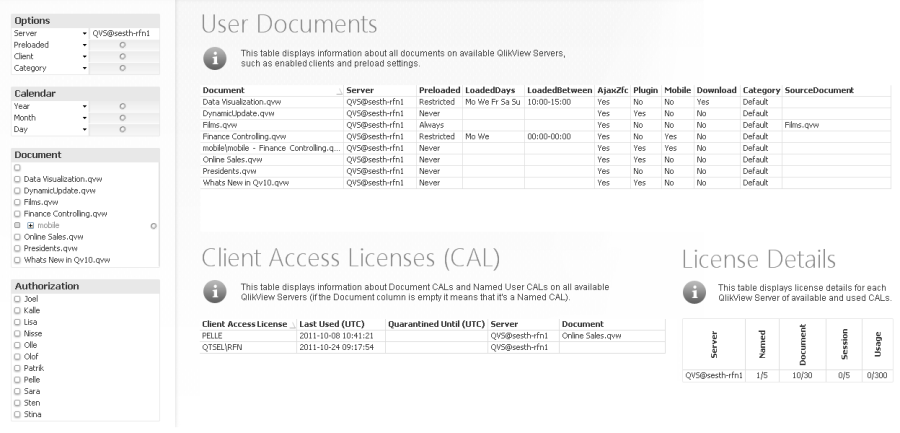 Options
Server QVS@sesth-rfn1
Preloaded
Client
Category
Calendar
Year
Month
Day
Document
Data Visualization.qvw
DynamicUpdate.qvw
Films.qvw
Finance Controlling.qvw
mobile
Online Sales.qvw
Presidents.qvw
Whats New in Qv10.qvw
Authorization
Joel
Kalle
Lisa
Nisse
Olle
Olof
Patrik
Pelle
Sara
Sten
Stina
User Documents
This table displays information about all documents on available QlikView Servers,
such as enabled clients and preload settings.
Document Server Preloaded LoadedDays LoadedBetween AjaxZfc Plugin Mobile Download Category SourceDocument
Data Visualization.qvw QVS@sesth-rfn1 Restricted Mo We Fr Sa Su 10:00-15:00 Yes No No Yes Default
DynamicUpdate.qvw QVS@sesth-rfn1 Never Yes Yes No No Default
Films.qvw QVS@sesth-rfn1 Always Yes No No No Default Films.qvw
Finance Controlling.qvw QVS@sesth-rfn1 Restricted Mo We 00:00-00:00 Yes No Yes No Default
mobile\mobile - Finance Controlling.q... QVS@sesth-rfn1 Never Yes Yes Yes No Default
Online Sales.qvw QVS@sesth-rfn1 Never Yes Yes No No Default
Presidents.qvw QVS@sesth-rfn1 Never Yes No No No Default
Whats New in Qv10.qvw QVS@sesth-rfn1 Never Yes Yes No No Default
Client Access Licenses (CAL)
This table displays information about Document CALs and Named User CALs on all available
QlikView Servers (if the Document column is empty it means that it's a Named CAL).
Client Access License Last Used (UTC) Quarantined Until (UTC) Server Document
PELLE 2011-10-08 10:41:21 QVS@sesth-rfn1 Online Sales.qvw
QTSEL\RFN 2011-10-24 09:17:54 QVS@sesth-rfn1
License Details
This table displays license details for each
QlikView Server of available and used CALs.
Server Named Document Session Usage
QVS@sesth-rfn1 1/5 10/30 0/5 0/300